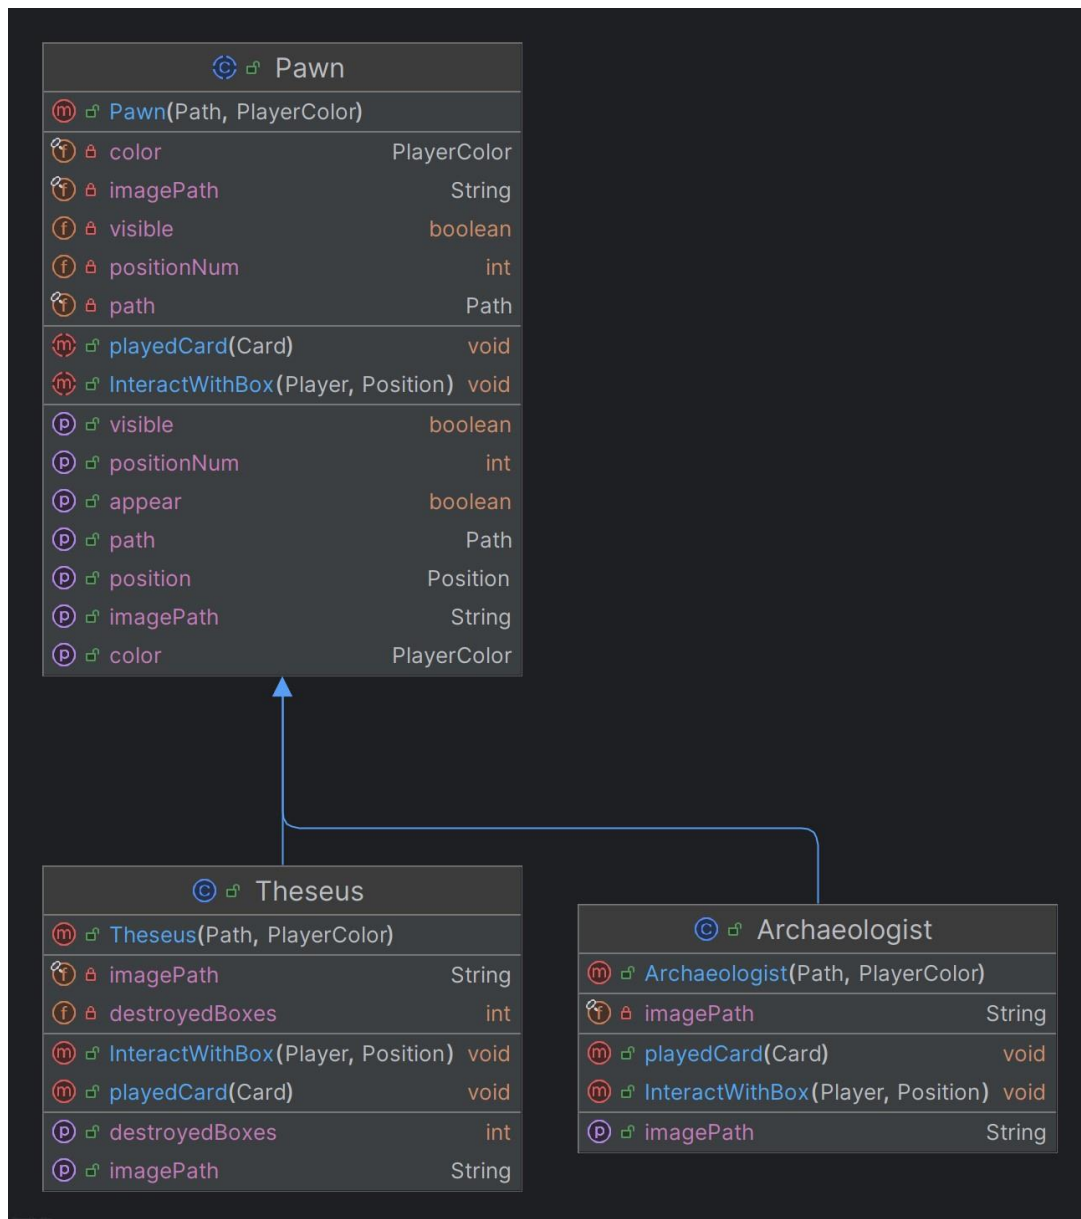 Pawn
Pawn(Path, PlayerColor)
color PlayerColor
imagePath String
visible boolean
positionNum int
path Path
playedCard(Card) void
InteractWithBox(Player, Position) void
visible boolean
positionNum int
appear boolean
path Path
position Position
imagePath String
color PlayerColor
Theseus
Theseus(Path, PlayerColor)
imagePath String
destroyedBoxes int
InteractWithBox(Player, Position) void
playedCard(Card) void
destroyedBoxes int
imagePath String
Archaeologist
Archaeologist(Path, PlayerColor)
imagePath String
playedCard(Card) void
InteractWithBox(Player, Position) void
imagePath String